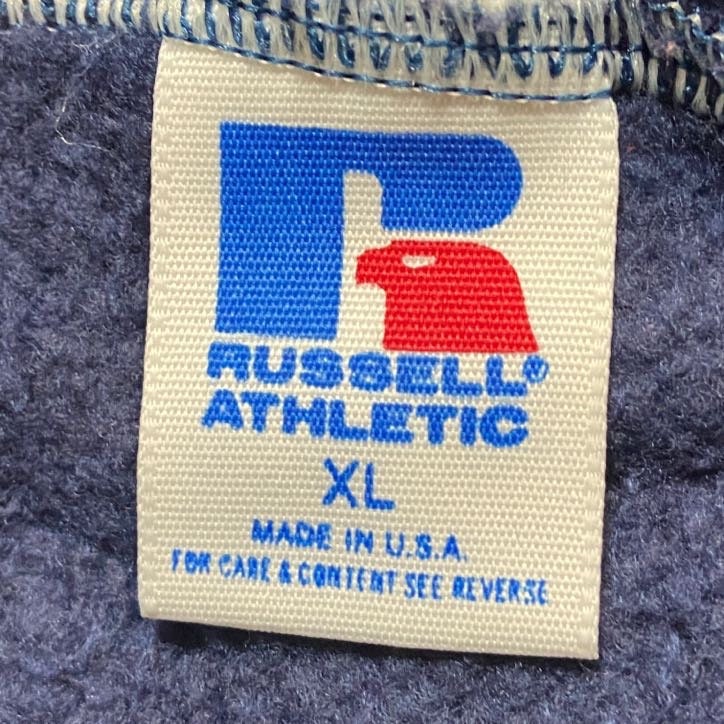 RUSSELL®
ATHLETIC
XL
MADE IN U.S.A.
FOR CARE & CONTENT SEE REVERSE